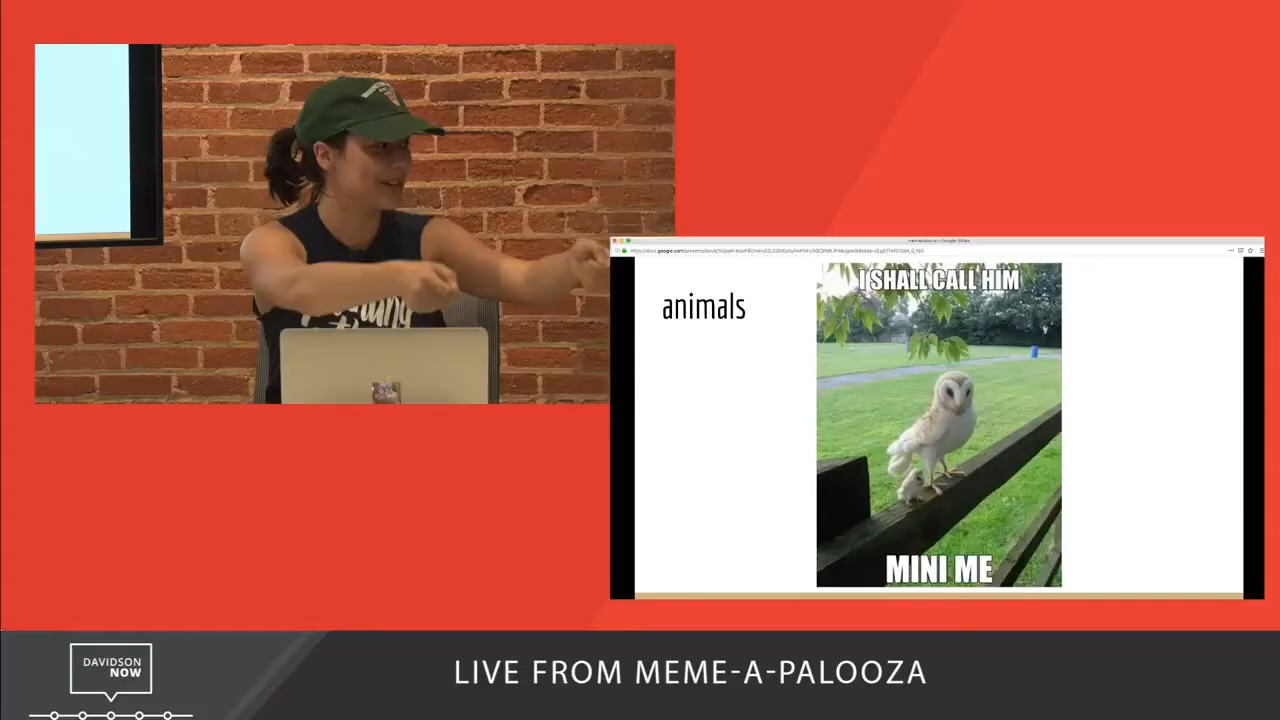 animals
I SHALL CALL HIM
MINI ME
DAVIDSON
NOW
LIVE FROM MEME-A-PALOOZA